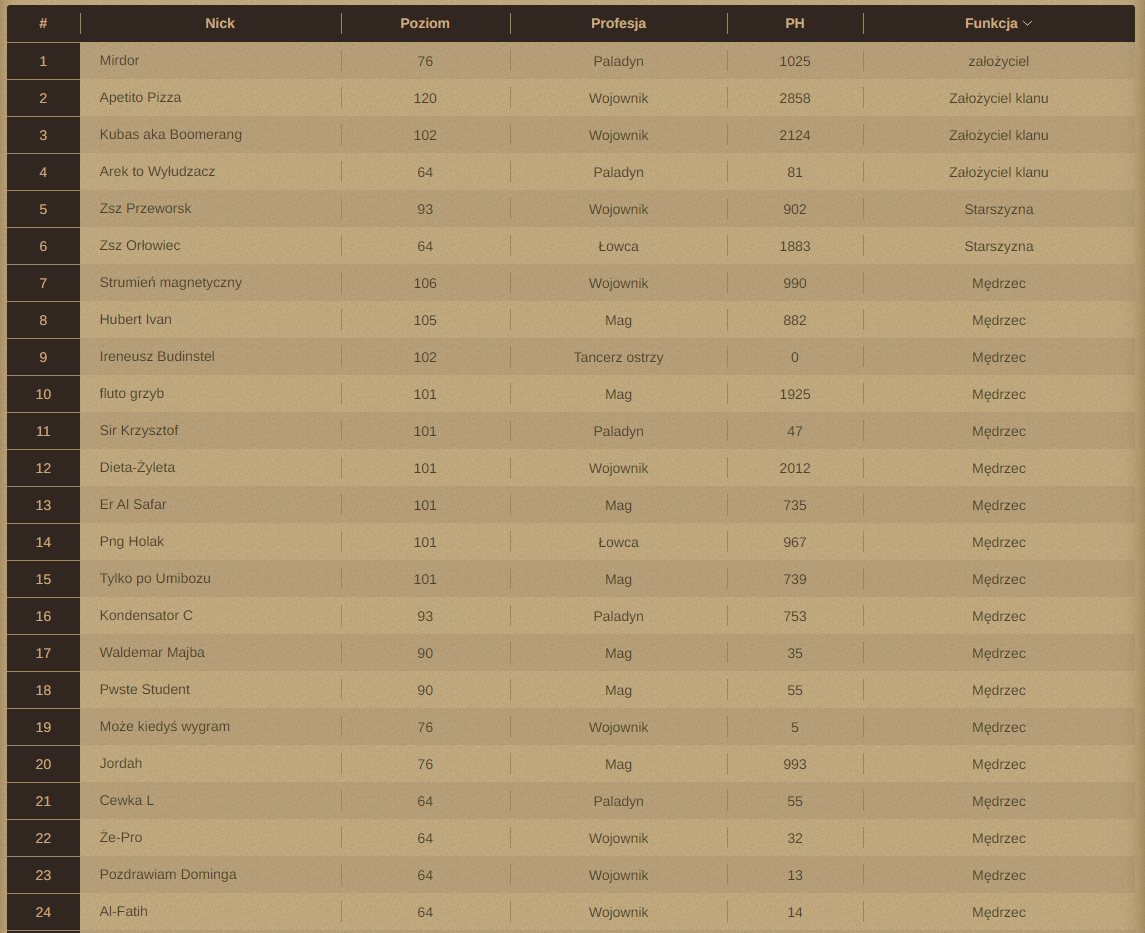 # Nick Poziom Profesja PH Funkcja
1 Mirdor 76 Paladyn 1025 założyciel
2 Apetito Pizza 120 Wojownik 2858 Założyciel klanu
3 Kubas aka Boomerang 102 Wojownik 2124 Założyciel klanu
4 Arek to Wyłudzacz 64 Paladyn 81 Założyciel klanu
5 Zsz Przeworsk 93 Wojownik 902 Starszyzna
6 Zsz Orłowiec 64 Łowca 1883 Starszyzna
7 Strumień magnetyczny 106 Wojownik 990 Mędrzec
8 Hubert Ivan 105 Mag 882 Mędrzec
9 Ireneusz Budinstel 102 Tancerz ostrzy 0 Mędrzec
10 fluto grzyb 101 Mag 1925 Mędrzec
11 Sir Krzysztof 101 Paladyn 47 Mędrzec
12 Dieta-Żyleta 101 Wojownik 2012 Mędrzec
13 Er Al Safar 101 Mag 735 Mędrzec
14 Png Holak 101 Łowca 967 Mędrzec
15 Tylko po Umibozu 101 Mag 739 Mędrzec
16 Kondensator C 93 Paladyn 753 Mędrzec
17 Waldemar Majba 90 Mag 35 Mędrzec
18 Pwste Student 90 Mag 55 Mędrzec
19 Może kiedyś wygram 76 Wojownik 5 Mędrzec
20 Jordah 76 Mag 993 Mędrzec
21 Cewka L 64 Paladyn 55 Mędrzec
22 Że-Pro 64 Wojownik 32 Mędrzec
23 Pozdrawiam Dominga 64 Wojownik 13 Mędrzec
24 Al-Fatih 64 Wojownik 14 Mędrzec